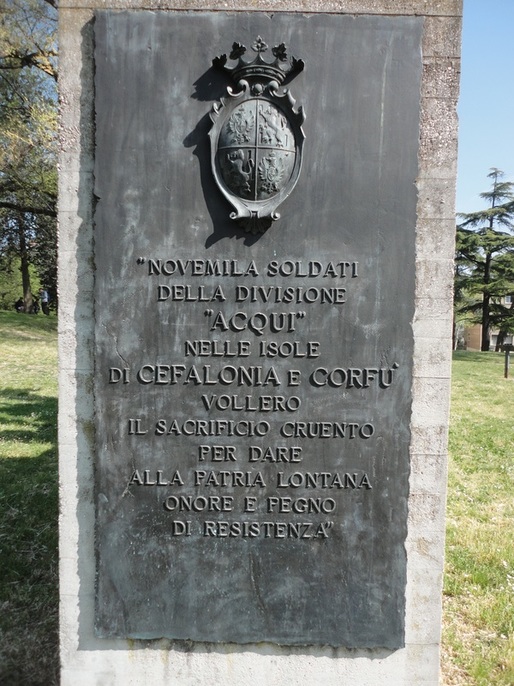 "NOVEMILA SOLDATI
DELLA DIVISIONE
"ACQUI"
NELLE ISOLE
DI CEFALONIA E CORFU'
VOLLERO
IL SACRIFICIO CRUENTO
PER DARE
ALLA PATRIA LONTANA
ONORE E PEGNO
DI RESISTENZA"